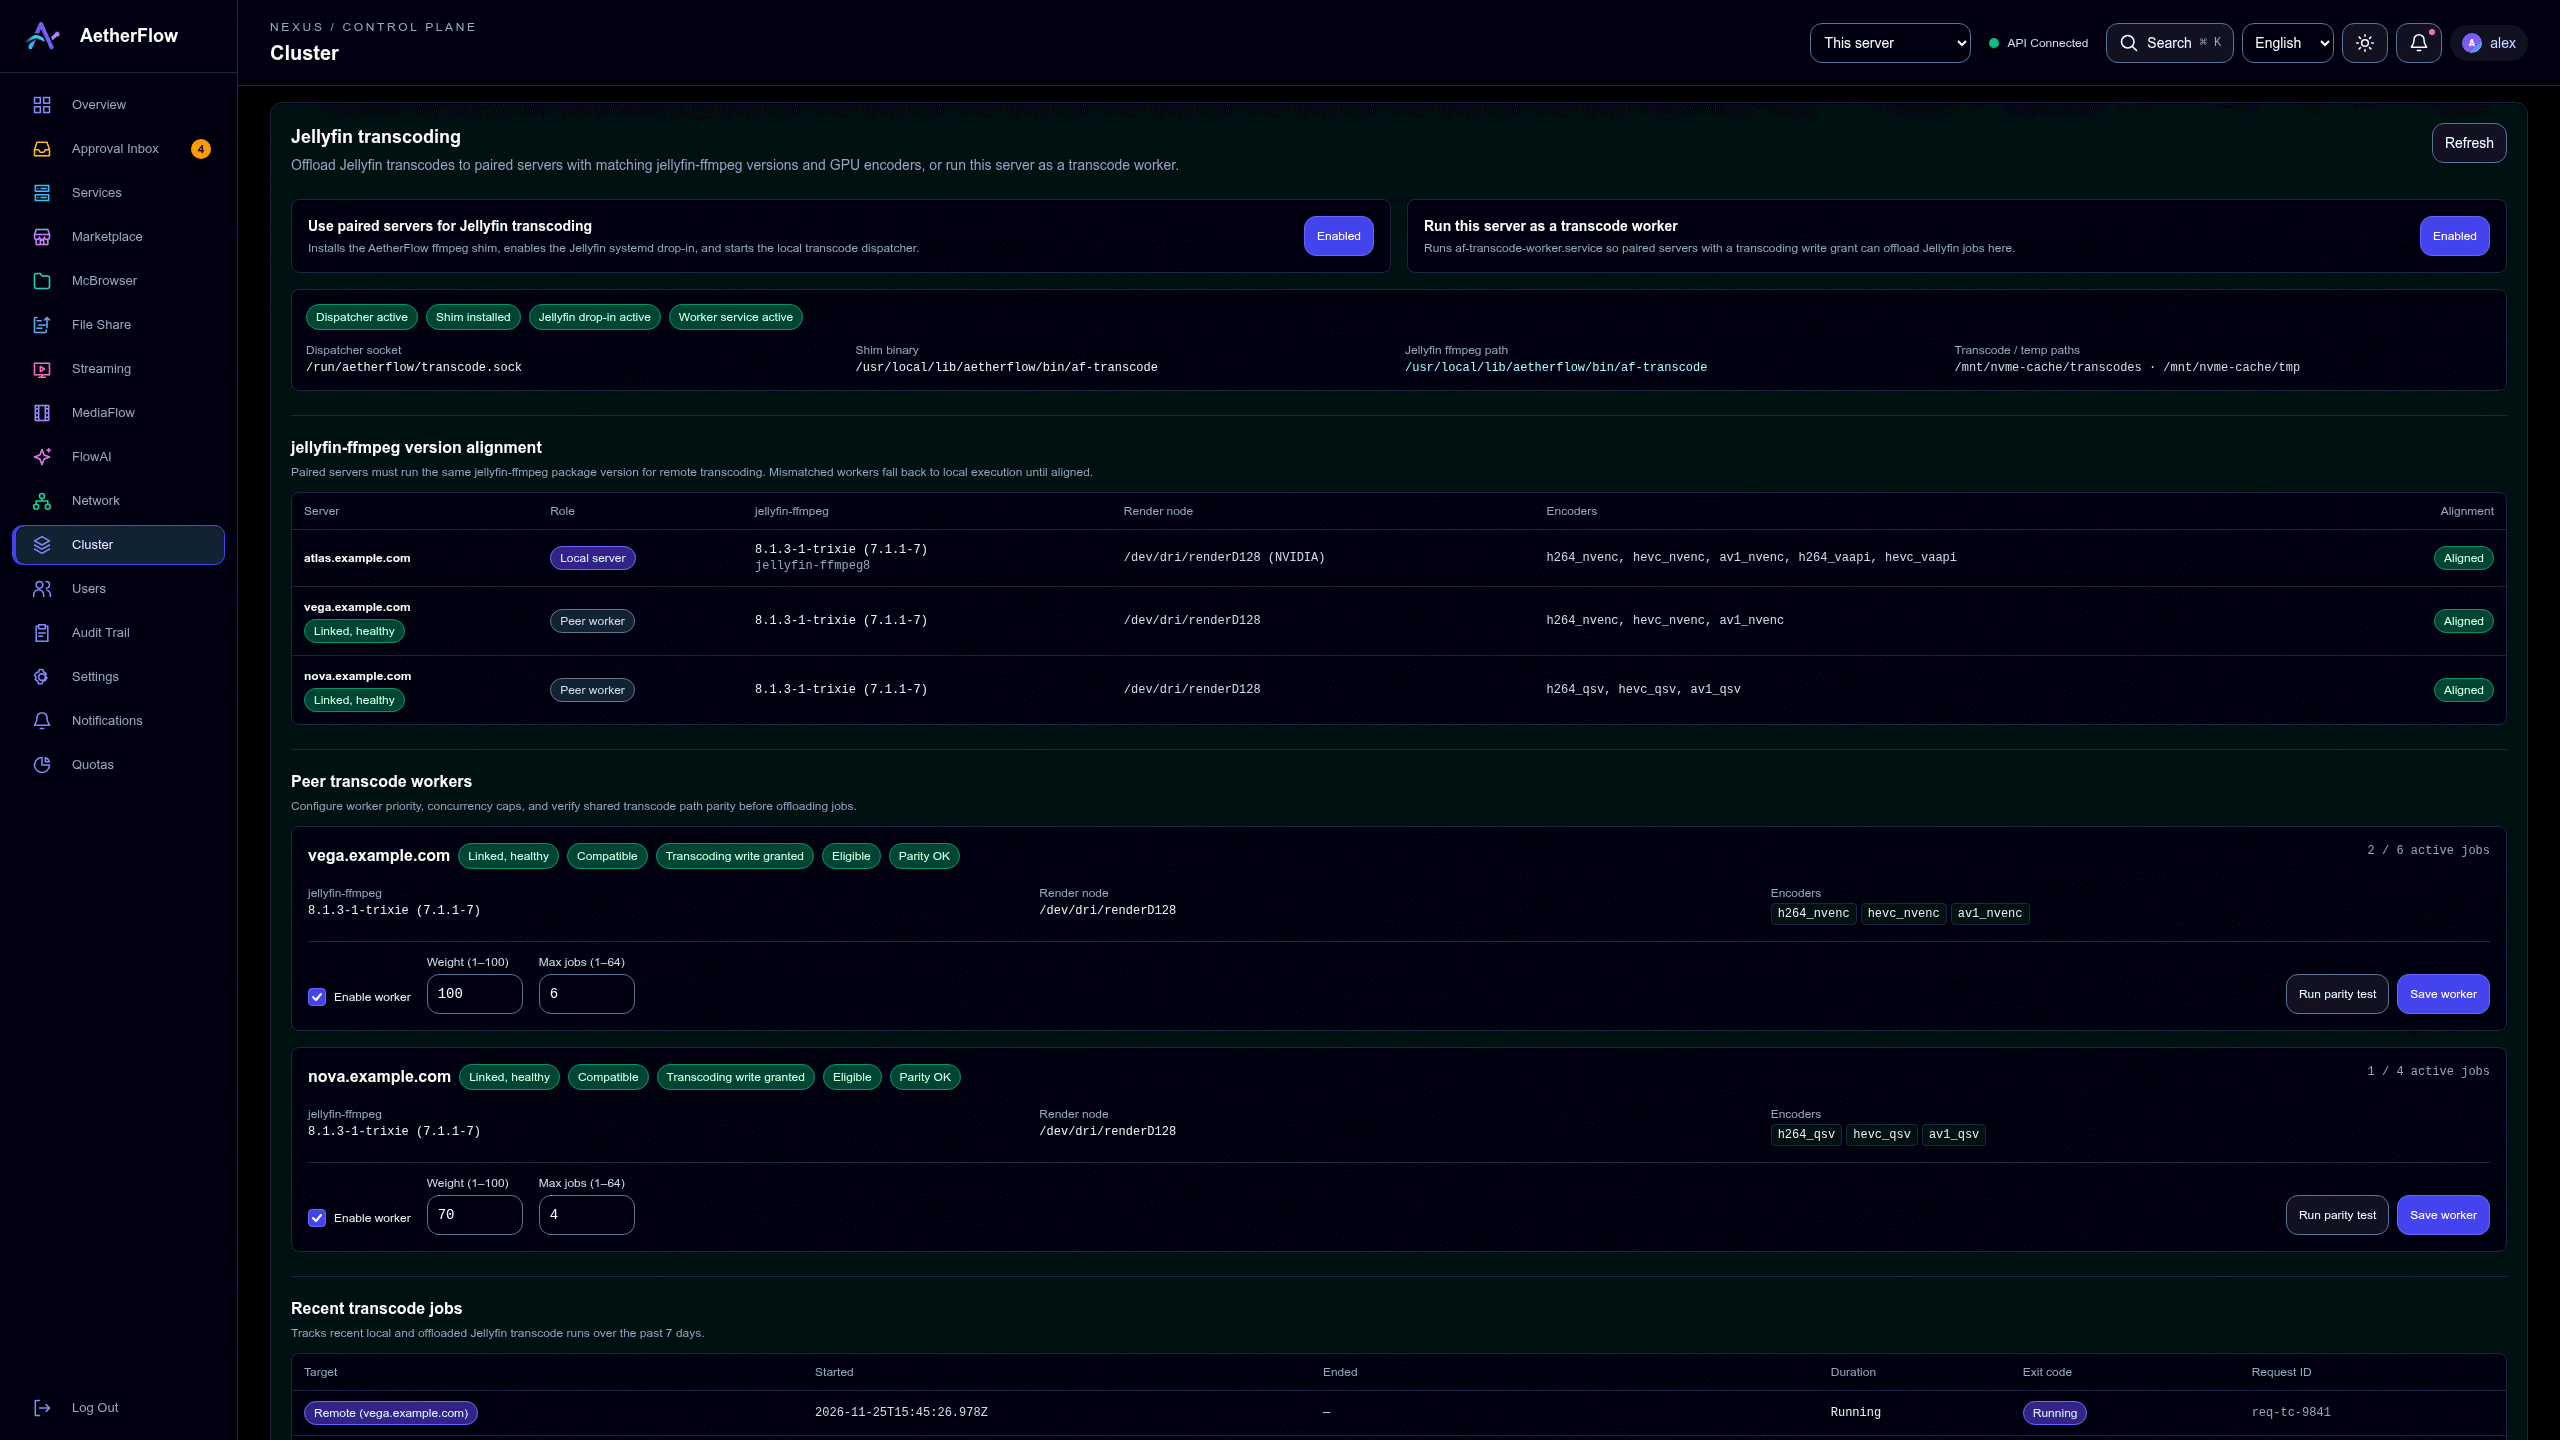 AetherFlow
Overview
Approval Inbox 4
Services
Marketplace
McBrowser
File Share
Streaming
MediaFlow
FlowAI
Network
Cluster
Users
Audit Trail
Settings
Notifications
Quotas
Log Out
NEXUS / CONTROL PLANE
Cluster
This server
API Connected
Search ⌘ K
English
A alex
Jellyfin transcoding
Offload Jellyfin transcodes to paired servers with matching jellyfin-ffmpeg versions and GPU encoders, or run this server as a transcode worker.
Refresh
Use paired servers for Jellyfin transcoding
Installs the AetherFlow ffmpeg shim, enables the Jellyfin systemd drop-in, and starts the local transcode dispatcher.
Enabled
Run this server as a transcode worker
Runs af-transcode-worker.service so paired servers with a transcoding write grant can offload Jellyfin jobs here.
Enabled
Dispatcher active Shim installed Jellyfin drop-in active Worker service active
Dispatcher socket Shim binary Jellyfin ffmpeg path Transcode / temp paths
/run/aetherflow/transcode.sock /usr/local/lib/aetherflow/bin/af-transcode /usr/local/lib/aetherflow/bin/af-transcode /mnt/nvme-cache/transcodes · /mnt/nvme-cache/tmp
jellyfin-ffmpeg version alignment
Paired servers must run the same jellyfin-ffmpeg package version for remote transcoding. Mismatched workers fall back to local execution until aligned.
Server Role jellyfin-ffmpeg Render node Encoders Alignment
atlas.example.com Local server 8.1.3-1-trixie (7.1.1-7) /dev/dri/renderD128 (NVIDIA) h264_nvenc, hevc_nvenc, av1_nvenc, h264_vaapi, hevc_vaapi Aligned
jellyfin-ffmpeg8
vega.example.com Peer worker 8.1.3-1-trixie (7.1.1-7) /dev/dri/renderD128 h264_nvenc, hevc_nvenc, av1_nvenc Aligned
Linked, healthy
nova.example.com Peer worker 8.1.3-1-trixie (7.1.1-7) /dev/dri/renderD128 h264_qsv, hevc_qsv, av1_qsv Aligned
Linked, healthy
Peer transcode workers
Configure worker priority, concurrency caps, and verify shared transcode path parity before offloading jobs.
vega.example.com Linked, healthy Compatible Transcoding write granted Eligible Parity OK 2 / 6 active jobs
jellyfin-ffmpeg Render node Encoders
8.1.3-1-trixie (7.1.1-7) /dev/dri/renderD128 h264_nvenc hevc_nvenc av1_nvenc
Weight (1–100) Max jobs (1–64)
Enable worker 100 6 Run parity test Save worker
nova.example.com Linked, healthy Compatible Transcoding write granted Eligible Parity OK 1 / 4 active jobs
jellyfin-ffmpeg Render node Encoders
8.1.3-1-trixie (7.1.1-7) /dev/dri/renderD128 h264_qsv hevc_qsv av1_qsv
Weight (1–100) Max jobs (1–64)
Enable worker 70 4 Run parity test Save worker
Recent transcode jobs
Tracks recent local and offloaded Jellyfin transcode runs over the past 7 days.
Target Started Ended Duration Exit code Request ID
Remote (vega.example.com) 2026-11-25T15:45:26.978Z — Running Running req-tc-9841